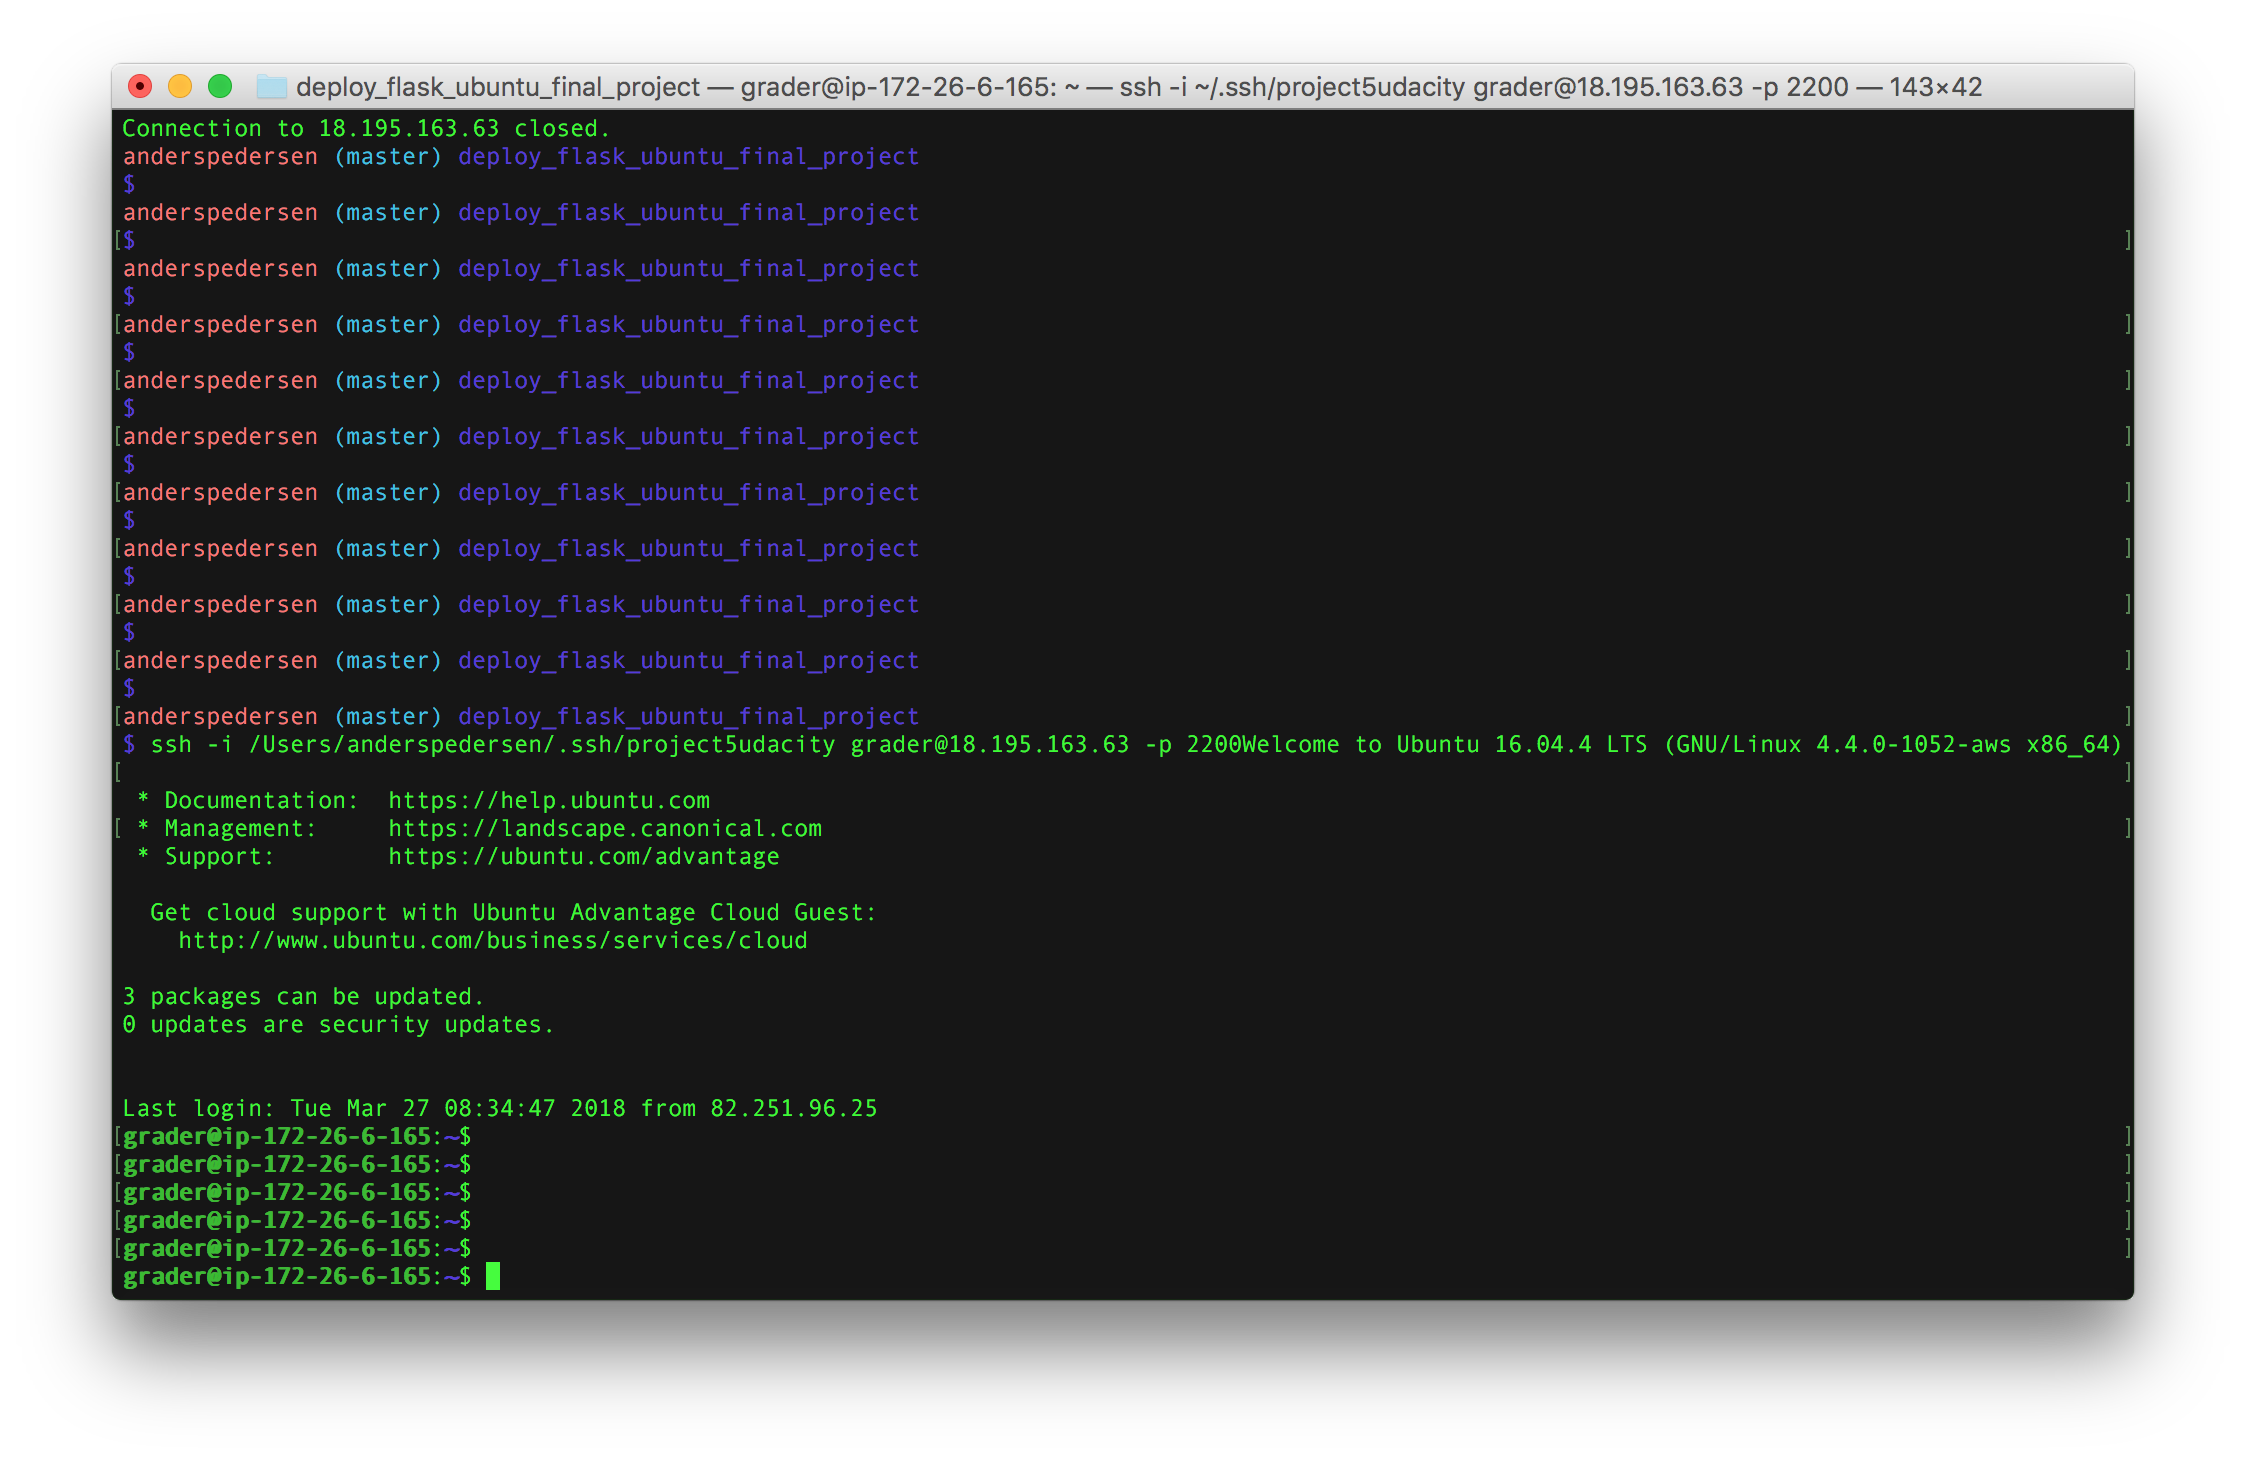 deploy_flask_ubuntu_final_project — grader@ip-172-26-6-165: ~ — ssh -i ~/.ssh/project5udacity grader@18.195.163.63 -p 2200 — 143×42
Connection to 18.195.163.63 closed.
anderspedersen (master) deploy_flask_ubuntu_final_project
$
anderspedersen (master) deploy_flask_ubuntu_final_project
[$ ]
anderspedersen (master) deploy_flask_ubuntu_final_project
$
[anderspedersen (master) deploy_flask_ubuntu_final_project ]
$
[anderspedersen (master) deploy_flask_ubuntu_final_project ]
$
[anderspedersen (master) deploy_flask_ubuntu_final_project ]
$
[anderspedersen (master) deploy_flask_ubuntu_final_project ]
$
[anderspedersen (master) deploy_flask_ubuntu_final_project ]
$
[anderspedersen (master) deploy_flask_ubuntu_final_project ]
$
[anderspedersen (master) deploy_flask_ubuntu_final_project ]
$
[anderspedersen (master) deploy_flask_ubuntu_final_project ]
$ ssh -i /Users/anderspedersen/.ssh/project5udacity grader@18.195.163.63 -p 2200Welcome to Ubuntu 16.04.4 LTS (GNU/Linux 4.4.0-1052-aws x86_64)
[ ]
* Documentation:  https://help.ubuntu.com
[ * Management:     https://landscape.canonical.com ]
* Support:        https://ubuntu.com/advantage
Get cloud support with Ubuntu Advantage Cloud Guest:
http://www.ubuntu.com/business/services/cloud
3 packages can be updated.
0 updates are security updates.
Last login: Tue Mar 27 08:34:47 2018 from 82.251.96.25
[grader@ip-172-26-6-165:~$ ]
[grader@ip-172-26-6-165:~$ ]
[grader@ip-172-26-6-165:~$ ]
[grader@ip-172-26-6-165:~$ ]
[grader@ip-172-26-6-165:~$ ]
grader@ip-172-26-6-165:~$